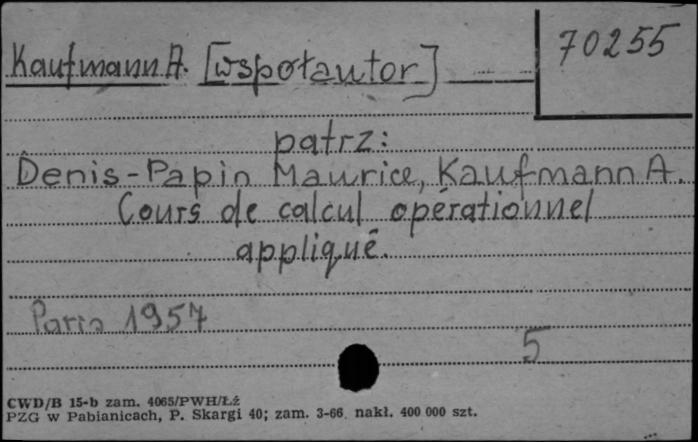 Kaufmann A. [współautor]
70255
patrz:
Denis-Papin Maurice, Kaufmann A.
Cours de calcul opérationnel
appliqué.
Paris 1957
5
CWD/B 15-b zam. 4065/PWH/Łź
PZG w Pabianicach, P. Skargi 40; zam. 3-66 nakł. 400 000 szt.